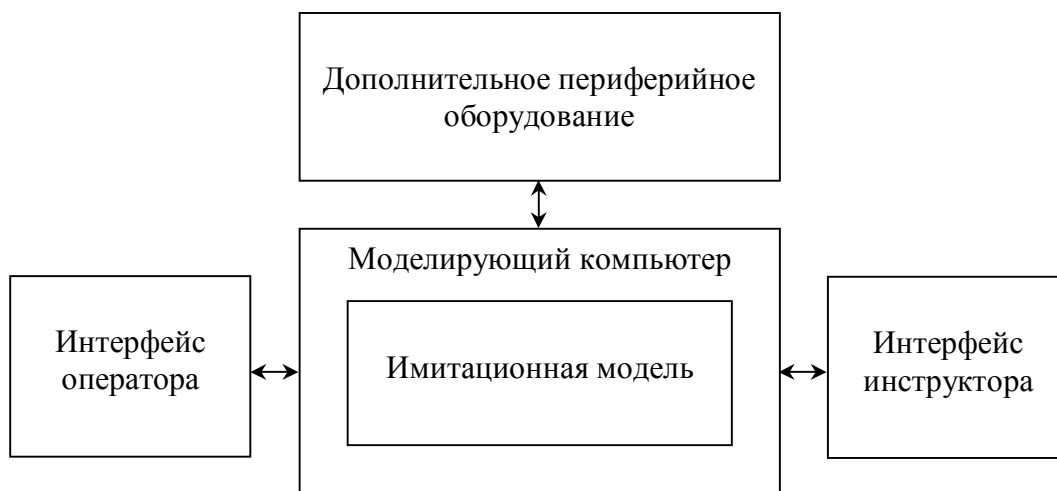 Дополнительное периферийное
оборудование
Моделирующий компьютер
Интерфейс
оператора
Имитационная модель
Интерфейс
инструктора